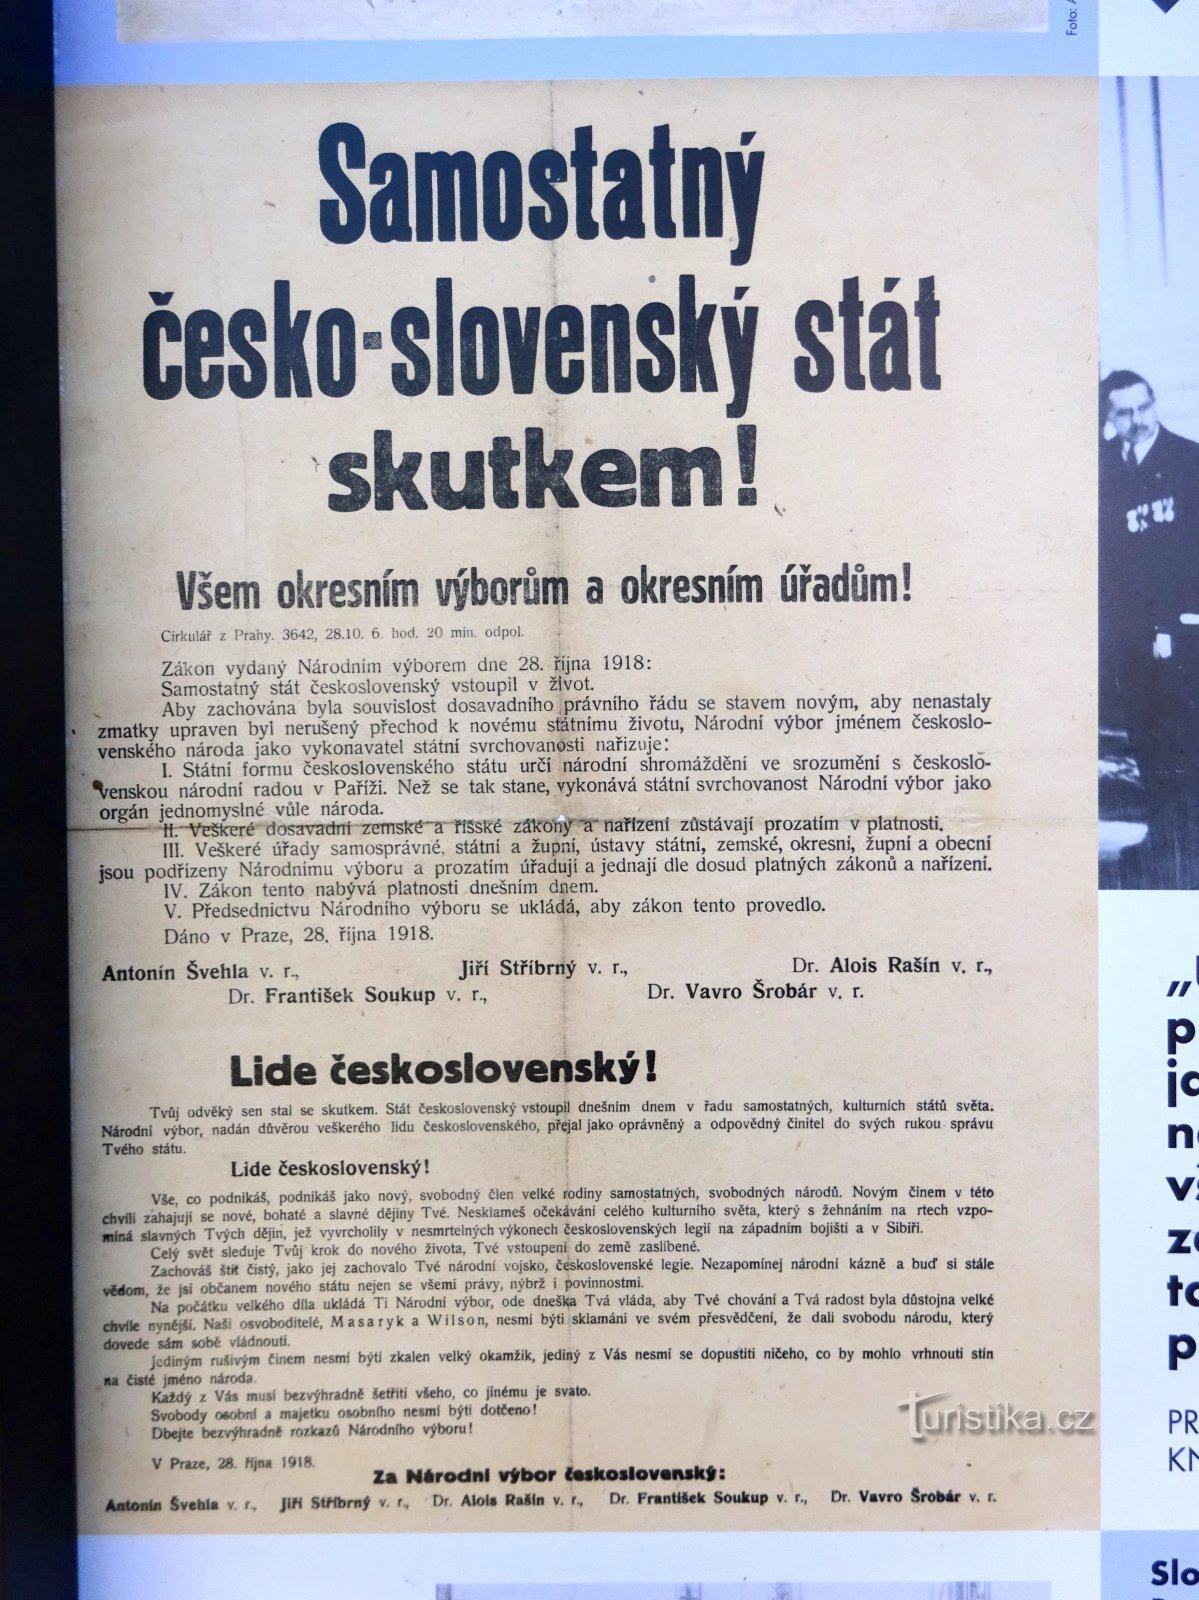 Foto:
Samostatný
česko-slovenský stát
skutkem!
Všem okresním výborům a okresním úřadům!
Cirkulář z Prahy. 3642, 28.10. 6. hod. 20 min. odpol.
Zákon vydaný Národním výborem dne 28. října 1918:
Samostatný stát československý vstoupil v život.
Aby zachována byla souvislost dosavadního právního řádu se stavem novým, aby nenastaly
zmatky upraven byl nerušený přechod k novému státnímu životu, Národní výbor jménem českoslo-
venského národa jako vykonavatel státní svrchovanosti nařizuje:
I. Státní formu československého státu určí národní shromáždění ve srozumění s českoslo-
venskou národní radou v Paříži. Než se tak stane, vykonává státní svrchovanost Národní výbor jako
orgán jednomyslné vůle národa.
II. Veškeré dosavadní zemské a říšské zákony a nařízení zůstávají prozatím v platnosti.
III. Veškeré úřady samosprávné, státní a župní, ústavy státní, zemské, okresní, župní a obecní
jsou podřízeny Národnímu výboru a prozatím úřadují a jednají dle dosud platných zákonů a nařízení.
IV. Zákon tento nabývá platnosti dnešním dnem.
V. Předsednictvu Národního výboru se ukládá, aby zákon tento provedlo.
Dáno v Praze, 28. října 1918.
Antonín Švehla v. r., Jiří Stříbrný v. r., Dr. Alois Rašín v. r.,
Dr. František Soukup v. r., Dr. Vavro Šrobár v. r.
Lide československý!
Tvůj odvěký sen stal se skutkem. Stát československý vstoupil dnešním dnem v řadu samostatných, kulturních států světa.
Národní výbor, nadán důvěrou veškerého lidu československého, přejal jako oprávněný a odpovědný činitel do svých rukou správu
Tvého státu.
Lide československý!
Vše, co podnikáš, podnikáš jako nový, svobodný člen velké rodiny samostatných, svobodných národů. Novým činem v této
chvíli zahajují se nové, bohaté a slavné dějiny Tvé. Nesklameš očekávání celého kulturního světa, který s žehnáním na rtech vzpo-
míná slavných Tvých dějin, jež vyvrcholily v nesmrtelných výkonech československých legií na západním bojišti a v Sibíři.
Celý svět sleduje Tvůj krok do nového života, Tvé vstoupení do země zaslíbené.
Zachováš štít čistý, jako jej zachovalo Tvé národní vojsko, československé legie. Nezapomínej národní kázně a buď si stále
vědom, že jsi občanem nového státu nejen se všemi právy, nýbrž i povinnostmi.
Na počátku velkého díla ukládá Ti Národní výbor, ode dneška Tvá vláda, aby Tvé chování a Tvá radost byla důstojna velké
chvíle nynější. Naši osvoboditelé, Masaryk a Wilson, nesmí býti sklamáni ve svém přesvědčení, že dali svobodu národu, který
dovede sám sobě vládnouti.
Jediným rušivým činem nesmí býti zkalen velký okamžik, jediný z Vás nesmí se dopustiti ničeho, co by mohlo vrhnouti stín
na čisté jméno národa.
Každý z Vás musí bezvýhradně šetřiti všeho, co jinému je svato.
Svobody osobní a majetku osobního nesmí býti dotčeno!
Dbejte bezvýhradně rozkazů Národního výboru!
V Praze, 28. října 1918.
Za Národní výbor československý:
Antonín Švehla v. r., Jiří Stříbrný v. r., Dr. Alois Rašín v. r., Dr. František Soukup v. r., Dr. Vavro Šrobár v. r.
Turistika.cz
PR
KN
Slo